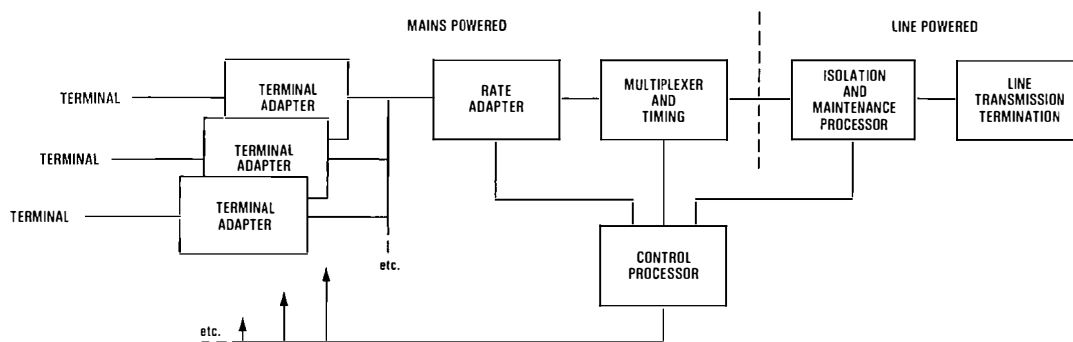 MAINS POWERED
LINE POWERED
TERMINAL
TERMINAL
ADAPTER
TERMINAL
TERMINAL
ADAPTER
TERMINAL
TERMINAL
ADAPTER
etc.
RATE
ADAPTER
MULTIPLEXER
AND
TIMING
ISOLATION
AND
MAINTENANCE
PROCESSOR
LINE
TRANSMISSION
TERMINATION
CONTROL
PROCESSOR
etc.